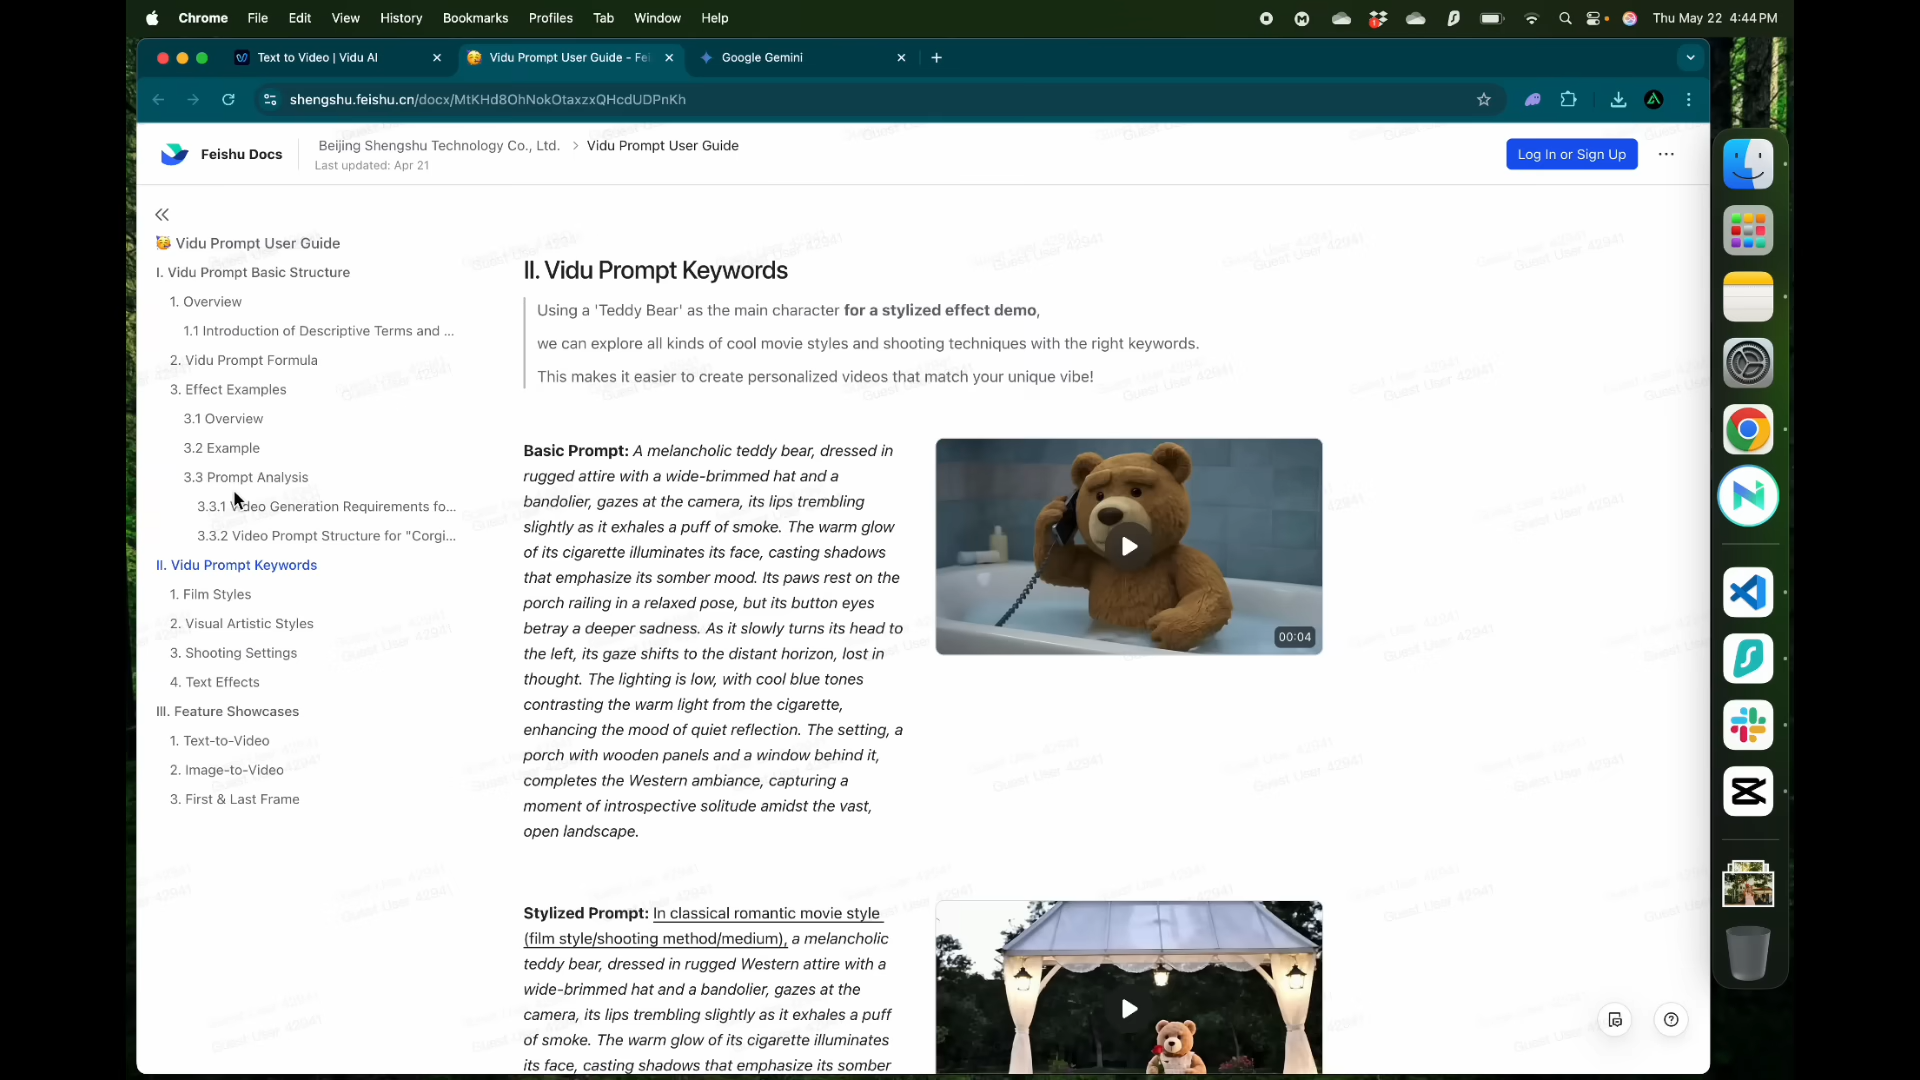 Chrome File Edit View History Bookmarks Profiles Tab Window Help
Thu May 22 4:44 PM
Text to Video | Vidu AI
Vidu Prompt User Guide - Fei
Google Gemini
shengshu.feishu.cn/docx/MtKHd8OhNokOtaxzxQHcdUDPnKh
Feishu Docs
Beijing Shengshu Technology Co., Ltd. > Vidu Prompt User Guide
Last updated: Apr 21
Log In or Sign Up
Vidu Prompt User Guide
I. Vidu Prompt Basic Structure
1. Overview
1.1 Introduction of Descriptive Terms and ...
2. Vidu Prompt Formula
3. Effect Examples
3.1 Overview
3.2 Example
3.3 Prompt Analysis
3.3.1 Video Generation Requirements fo...
3.3.2 Video Prompt Structure for "Corgi...
II. Vidu Prompt Keywords
1. Film Styles
2. Visual Artistic Styles
3. Shooting Settings
4. Text Effects
III. Feature Showcases
1. Text-to-Video
2. Image-to-Video
3. First & Last Frame
II. Vidu Prompt Keywords
Using a 'Teddy Bear' as the main character for a stylized effect demo,
we can explore all kinds of cool movie styles and shooting techniques with the right keywords.
This makes it easier to create personalized videos that match your unique vibe!
Basic Prompt: A melancholic teddy bear, dressed in
rugged attire with a wide-brimmed hat and a
bandolier, gazes at the camera, its lips trembling
slightly as it exhales a puff of smoke. The warm glow
of its cigarette illuminates its face, casting shadows
that emphasize its somber mood. Its paws rest on the
porch railing in a relaxed pose, but its button eyes
betray a deeper sadness. As it slowly turns its head to
the left, its gaze shifts to the distant horizon, lost in
thought. The lighting is low, with cool blue tones
contrasting the warm light from the cigarette,
enhancing the mood of quiet reflection. The setting, a
porch with wooden panels and a window behind it,
completes the Western ambiance, capturing a
moment of introspective solitude amidst the vast,
open landscape.
00:04
Stylized Prompt: In classical romantic movie style
(film style/shooting method/medium), a melancholic
teddy bear, dressed in rugged Western attire with a
wide-brimmed hat and a bandolier, gazes at the
camera, its lips trembling slightly as it exhales a puff
of smoke. The warm glow of its cigarette illuminates
its face, casting shadows that emphasize its somber
Guest User 42941